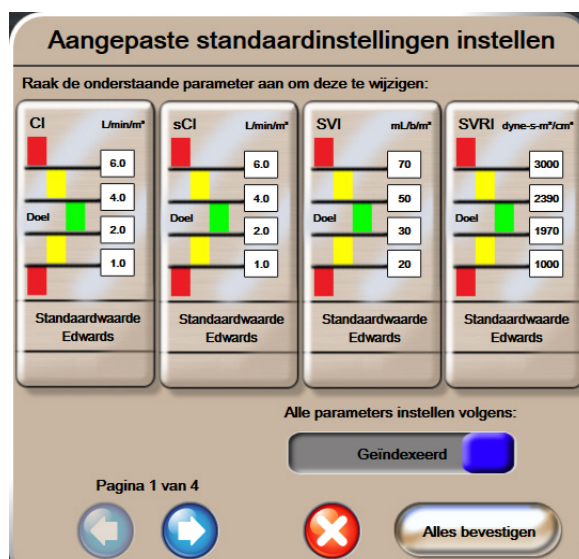 Aangepaste standaardinstellingen instellen
Raak de onderstaande parameter aan om deze te wijzigen:
CI L/min/m²
6.0
4.0
Doel
2.0
1.0
Standaardwaarde
Edwards
sCI L/min/m²
6.0
4.0
Doel
2.0
1.0
Standaardwaarde
Edwards
SVI mL/b/m²
70
50
Doel
30
20
Standaardwaarde
Edwards
SVRI dyne-s-m²/cm⁵
3000
2390
Doel
1970
1000
Standaardwaarde
Edwards
Alle parameters instellen volgens:
Geïndexeerd
Pagina 1 van 4
Alles bevestigen